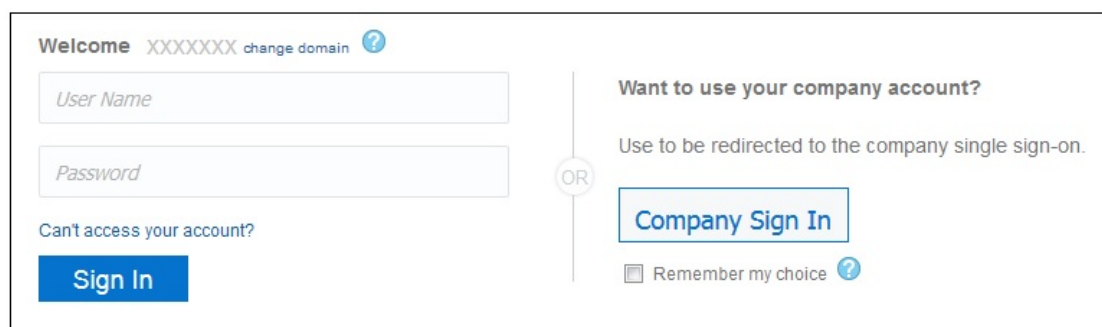 Welcome XXXXXXX change domain ?
User Name
Password
Can't access your account?
Sign In
OR
Want to use your company account?
Use to be redirected to the company single sign-on.
Company Sign In
Remember my choice ?